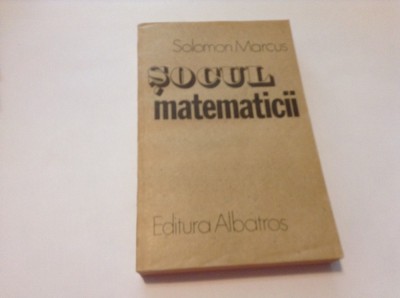 Solomon Marcus
ŞOCUL
matematicii
Editura Albatros